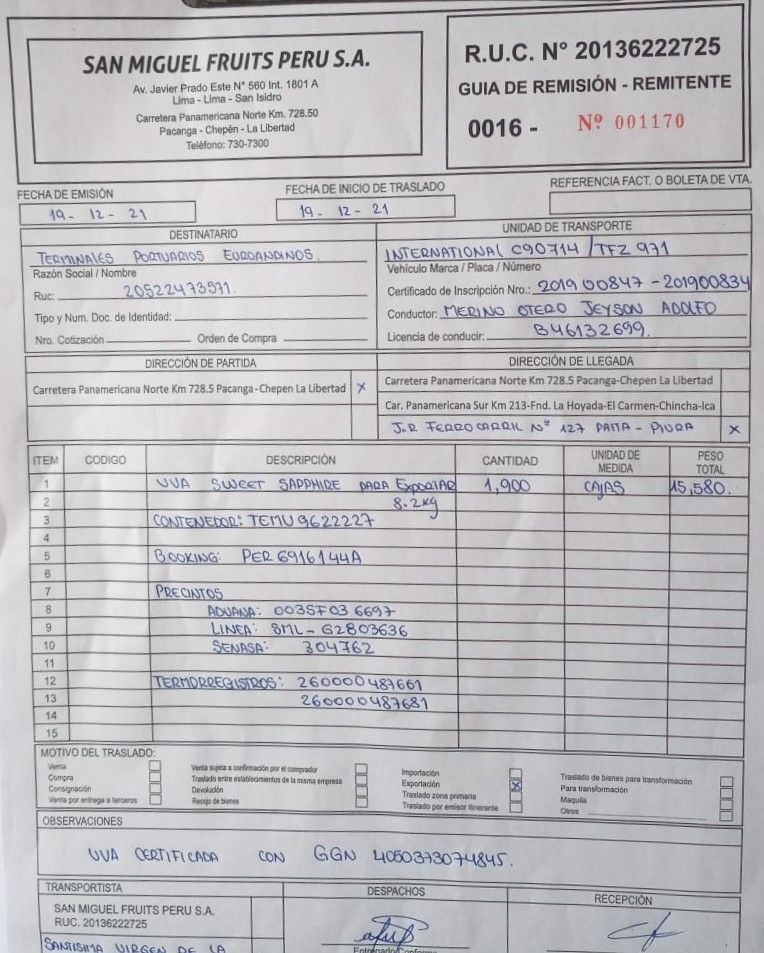 SAN MIGUEL FRUITS PERU S.A.
Av. Javier Prado Este N° 560 Int. 1801 A
Lima - Lima - San Isidro
Carretera Panamericana Norte Km. 728.50
Pacanga - Chepén - La Libertad
Teléfono: 730-7300
R.U.C. N° 20136222725
GUIA DE REMISIÓN - REMITENTE
0016 - Nº 001170
FECHA DE EMISIÓN
19 - 12 - 21
FECHA DE INICIO DE TRASLADO
19 - 12 - 21
REFERENCIA FACT. O BOLETA DE VTA.
DESTINATARIO
TERMINALES PORTUARIOS EUROANDINOS.
Razón Social / Nombre
Ruc: 20522473571.
Tipo y Num. Doc. de Identidad:
Nro. Cotización Orden de Compra
UNIDAD DE TRANSPORTE
INTERNATIONAL C90714 / TFZ 971
Vehículo Marca / Placa / Número
Certificado de Inscripción Nro.: 201900847 - 201900834
Conductor: MERINO OTERO JEYSON ADOLFO
Licencia de conducir: B46132699.
DIRECCIÓN DE PARTIDA
Carretera Panamericana Norte Km 728.5 Pacanga-Chepen La Libertad X
DIRECCIÓN DE LLEGADA
Carretera Panamericana Norte Km 728.5 Pacanga-Chepen La Libertad
Car. Panamericana Sur Km 213-Fnd. La Hoyada-El Carmen-Chincha-Ica
J.R FERROCARRIL Nº 127 PAITA - PIURA X
ITEM CODIGO DESCRIPCIÓN CANTIDAD UNIDAD DE MEDIDA PESO TOTAL
1 UVA SWEET SAPPHIRE PARA EXPORTAR 1,900 CAJAS 15,580.
2 8.2kg
3 CONTENEDOR: TEMU9622227
4
5 BOOKING: PER6916144A
6
7 PRECINTOS
8 ADUANA: 003SF03 6697
9 LINEA: SML - G2803636
10 SENASA: 304762
11
12 TERMORREGISTROS: 260000487661
13 260000487681
14
15
MOTIVO DEL TRASLADO:
Venta
Compra
Consignación
Venta por entrega a terceros
Venta sujeta a confirmación por el comprador
Traslado entre establecimientos de la misma empresa
Devolución
Recojo de bienes
Importación
Exportación X
Traslado zona primaria
Traslado por emisor itinerante
Traslado de bienes para transformación
Para transformación
Maquila
Otros
OBSERVACIONES
UVA CERTIFICADA CON GGN 4050373074845.
TRANSPORTISTA
SAN MIGUEL FRUITS PERU S.A.
RUC. 20136222725
SANTISIMA VIRGEN DE LA
DESPACHOS
Entregado Conforme
RECEPCIÓN